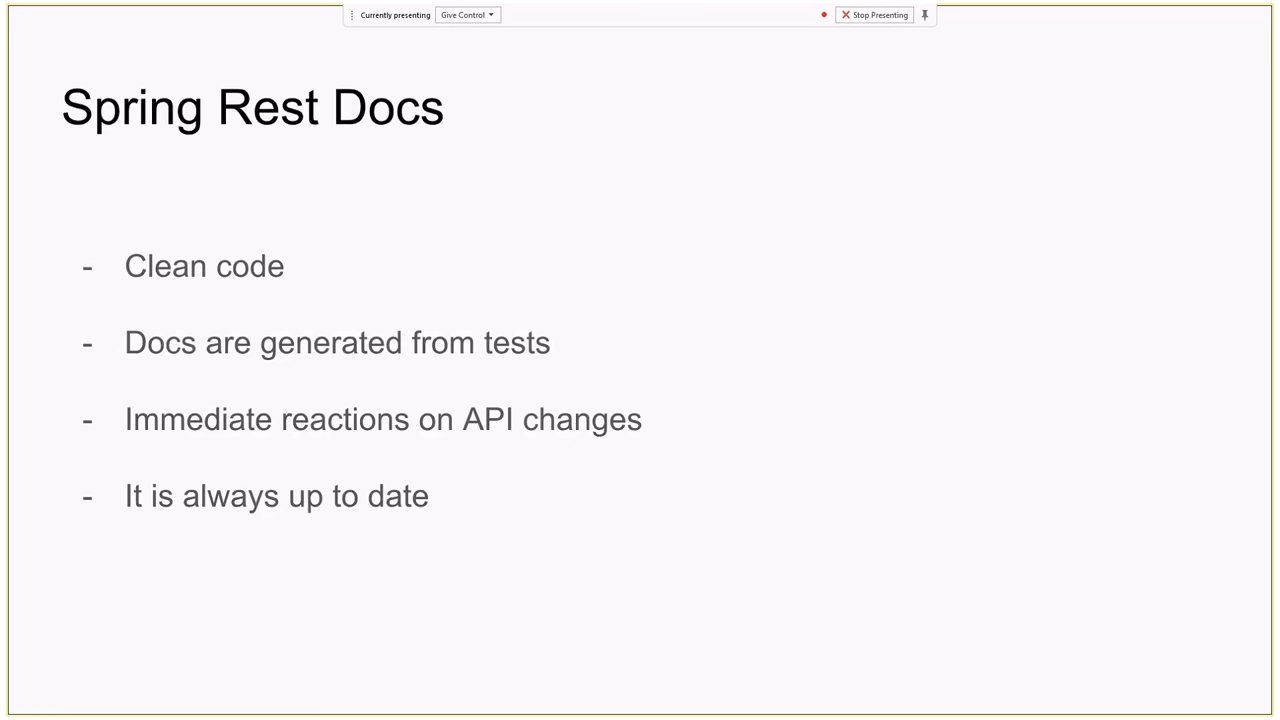 Currently presenting Give Control Stop Presenting
Spring Rest Docs
- Clean code
- Docs are generated from tests
- Immediate reactions on API changes
- It is always up to date